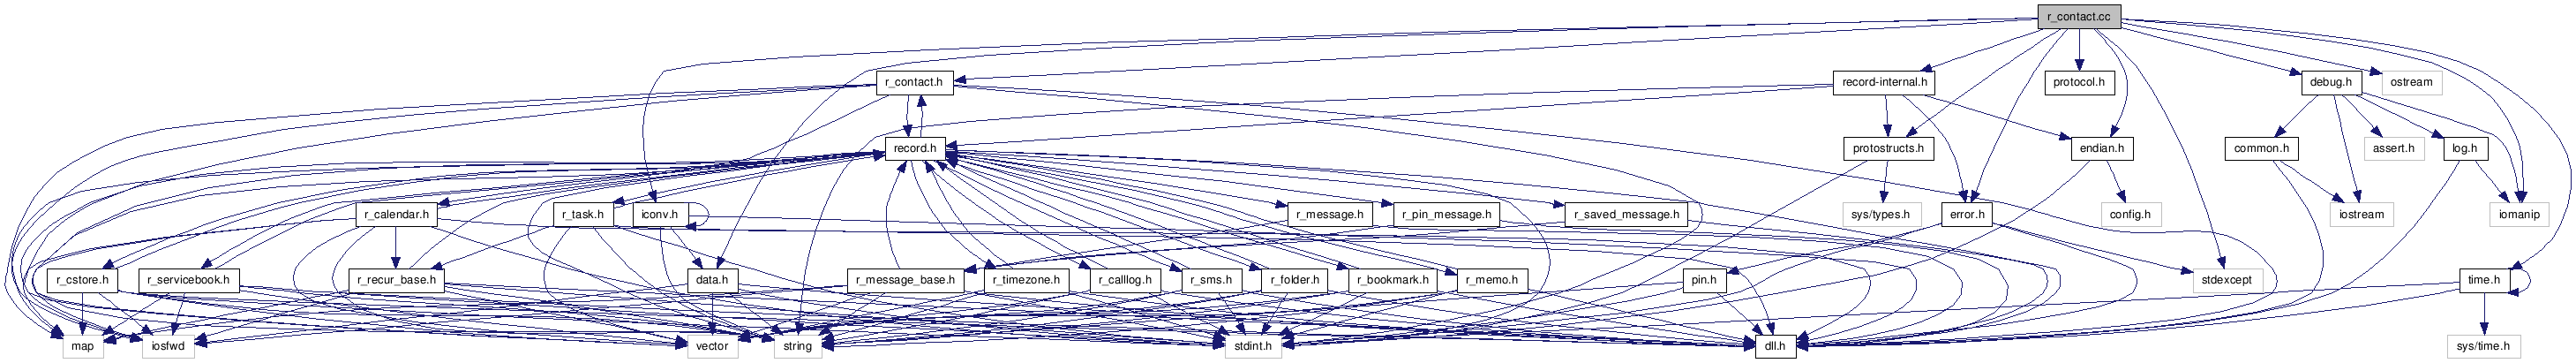 r_contact.cc
r_contact.h
record-internal.h
protocol.h
debug.h
ostream
record.h
protostructs.h
endian.h
common.h
assert.h
log.h
r_calendar.h
r_task.h
iconv.h
r_message.h
r_pin_message.h
r_saved_message.h
sys/types.h
error.h
config.h
iostream
iomanip
r_cstore.h
r_servicebook.h
r_recur_base.h
data.h
r_message_base.h
r_timezone.h
r_calllog.h
r_sms.h
r_folder.h
r_bookmark.h
r_memo.h
pin.h
stdexcept
time.h
map
iosfwd
vector
string
stdint.h
dll.h
sys/time.h